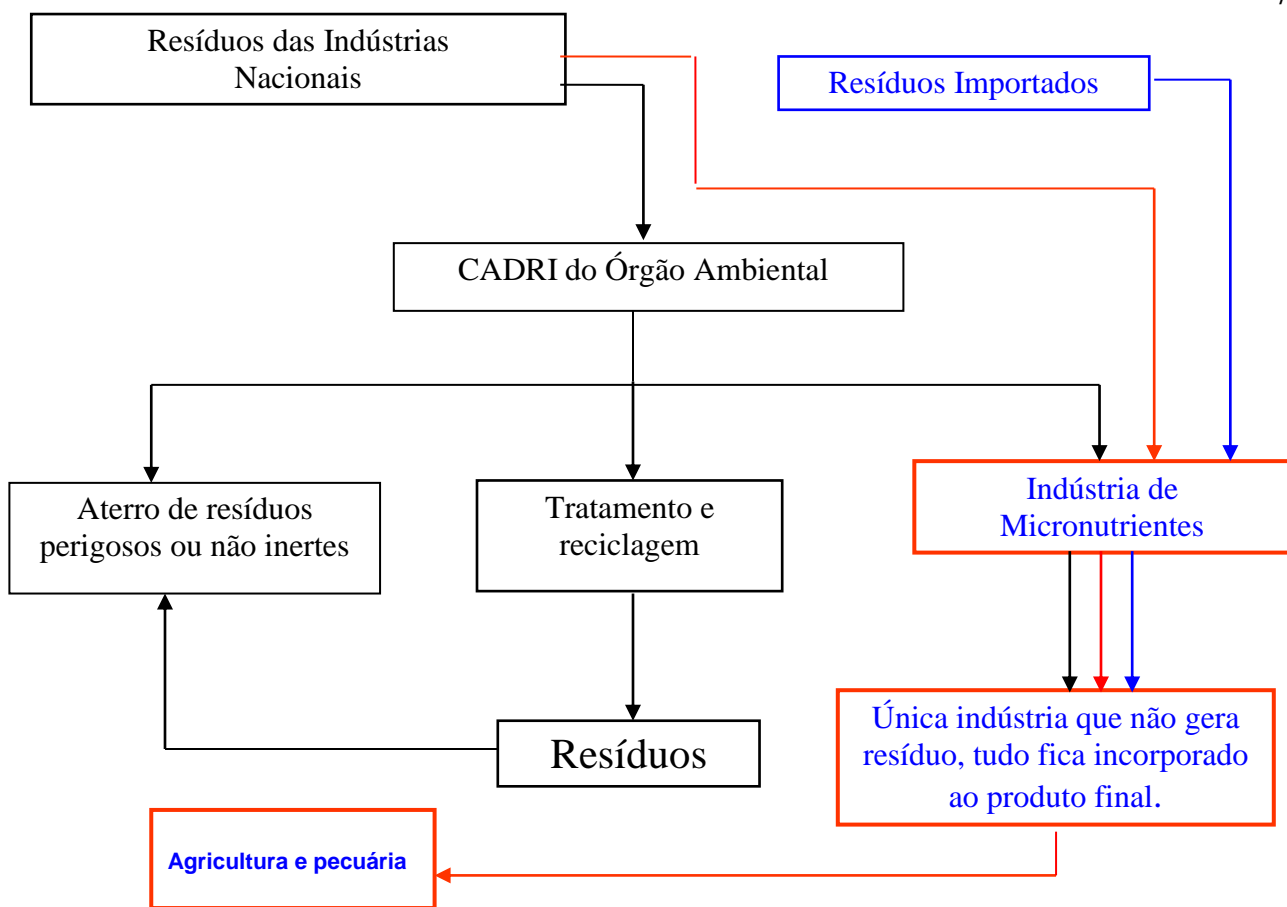 Resíduos das Indústrias
Nacionais
Resíduos Importados
CADRI do Órgão Ambiental
Aterro de resíduos
perigosos ou não inertes
Tratamento e
reciclagem
Indústria de
Micronutrientes
Resíduos
Única indústria que não gera
resíduo, tudo fica incorporado
ao produto final.
Agricultura e pecuária